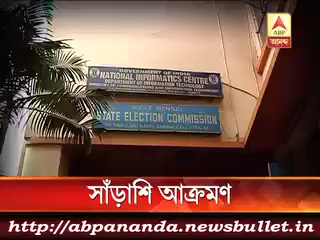 abp
ABP
আনন্দ
GOVERNMENT OF INDIA
NATIONAL INFORMATICS CENTRE
DEPARTMENT OF INFORMATION TECHNOLOGY
WEST BENGAL
STATE ELECTION COMMISSION
সাঁড়াশি আক্রমণ
http://abpananda.newsbullet.in